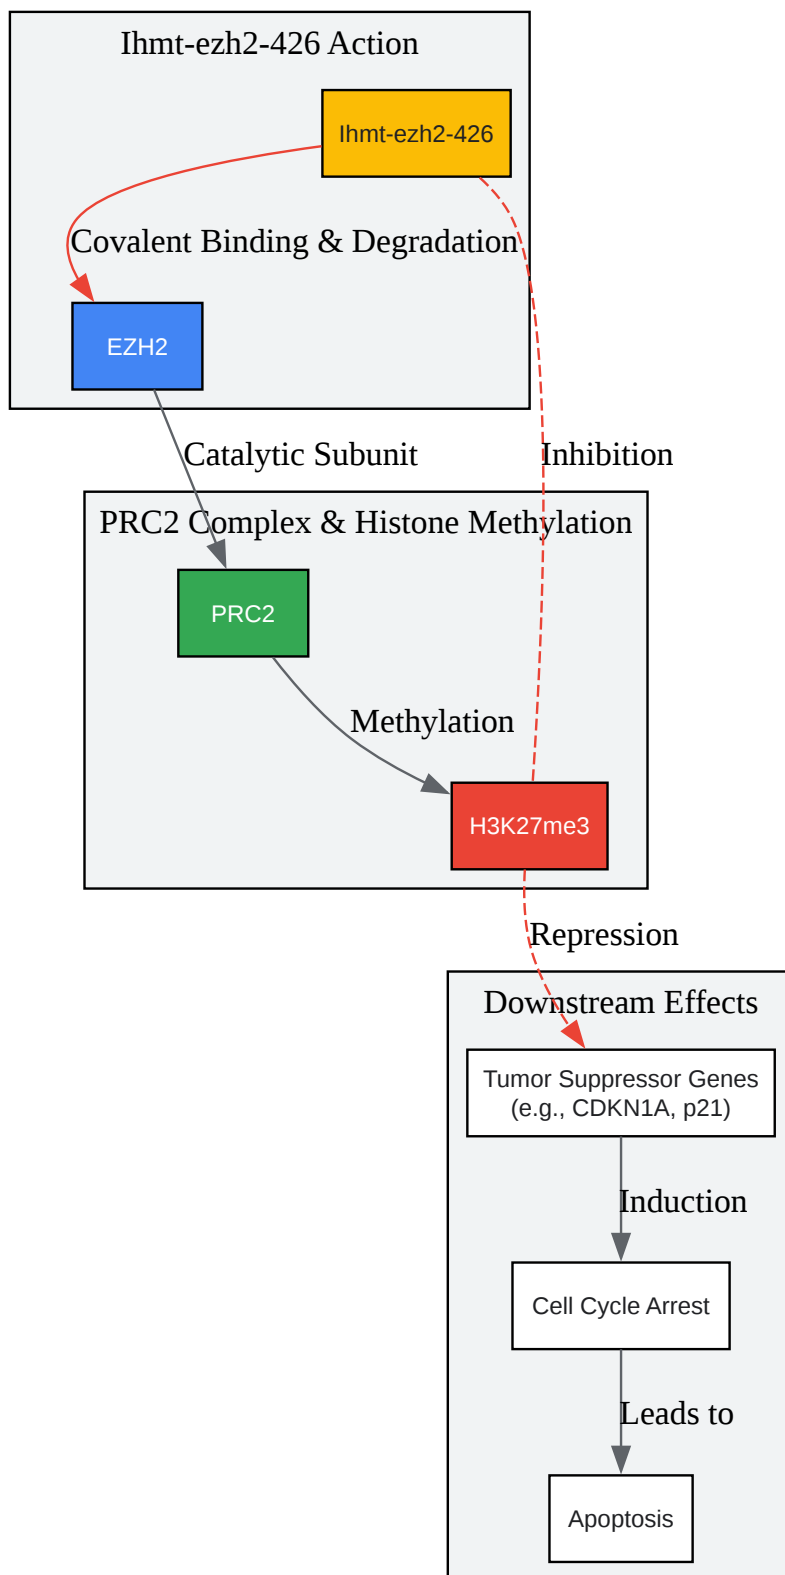 Ihmt-ezh2-426 Action
Ihmt-ezh2-426
Covalent Binding & Degradation
EZH2
Catalytic Subunit
Inhibition
PRC2 Complex & Histone Methylation
PRC2
Methylation
H3K27me3
Repression
Downstream Effects
Tumor Suppressor Genes
(e.g., CDKN1A, p21)
Induction
Cell Cycle Arrest
Leads to
Apoptosis